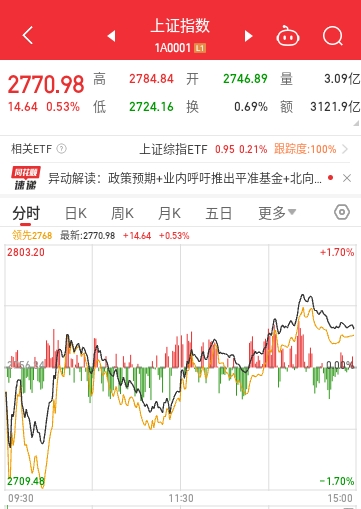 上证指数
1A0001 L1
2770.98 高 2784.84 开 2746.89 量 3.09亿
14.64 0.53% 低 2724.16 换 0.69% 额 3121.9亿
相关ETF ? 上证综指ETF 0.95 0.21% 跟踪度:100%
同花顺
速递 异动解读：政策预期+业内呼吁推出平准基金+北向...
分时 日K 周K 月K 五日 更多
领先2768 最新:2770.98 +14.64 +0.53%
2803.20 +1.70%
0.00%
2709.48 -1.70%
09:30 11:30 15:00